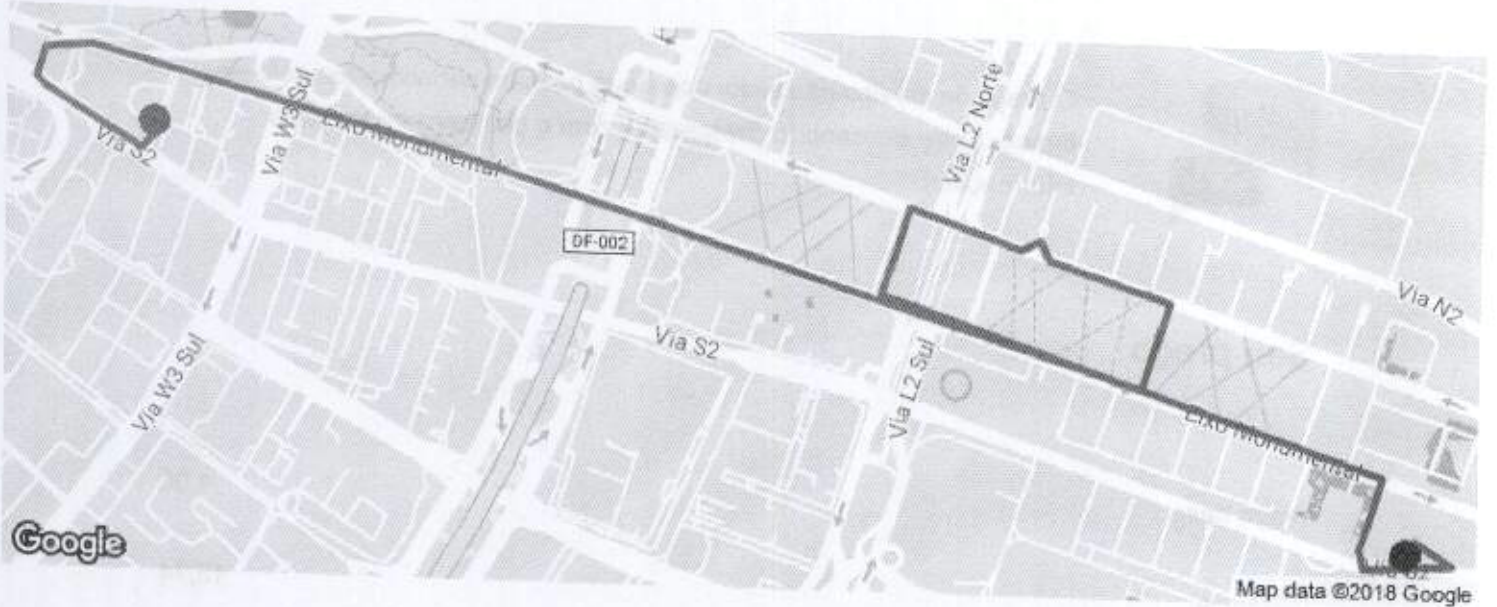 Via S2
Via W3 Sul
Eixo Monumental
Via L2 Norte
DF-002
Via N2
Via S2
Via W3 Sul
Via L2 Sul
Eixo Monumental
Google
Map data ©2018 Google